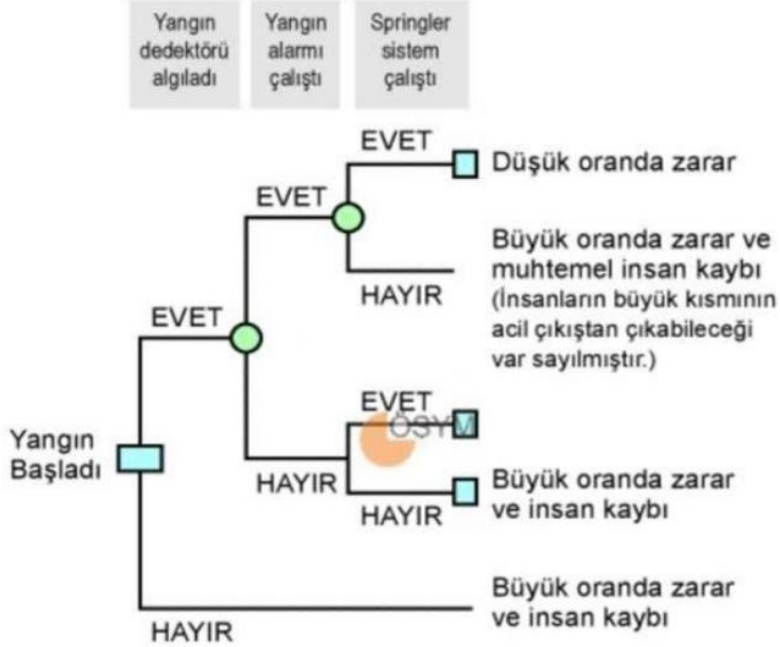 Yangın
dedektörü
algıladı
Yangın
alarmı
çalıştı
Springler
sistem
çalıştı
EVET
Düşük oranda zarar
EVET
Büyük oranda zarar ve
muhtemel insan kaybı
(İnsanların büyük kısmının
acil çıkıştan çıkabileceği
var sayılmıştır.)
HAYIR
EVET
EVET
ÖSYM
Yangın
Başladı
HAYIR
Büyük oranda zarar
ve insan kaybı
HAYIR
Büyük oranda zarar
ve insan kaybı
HAYIR